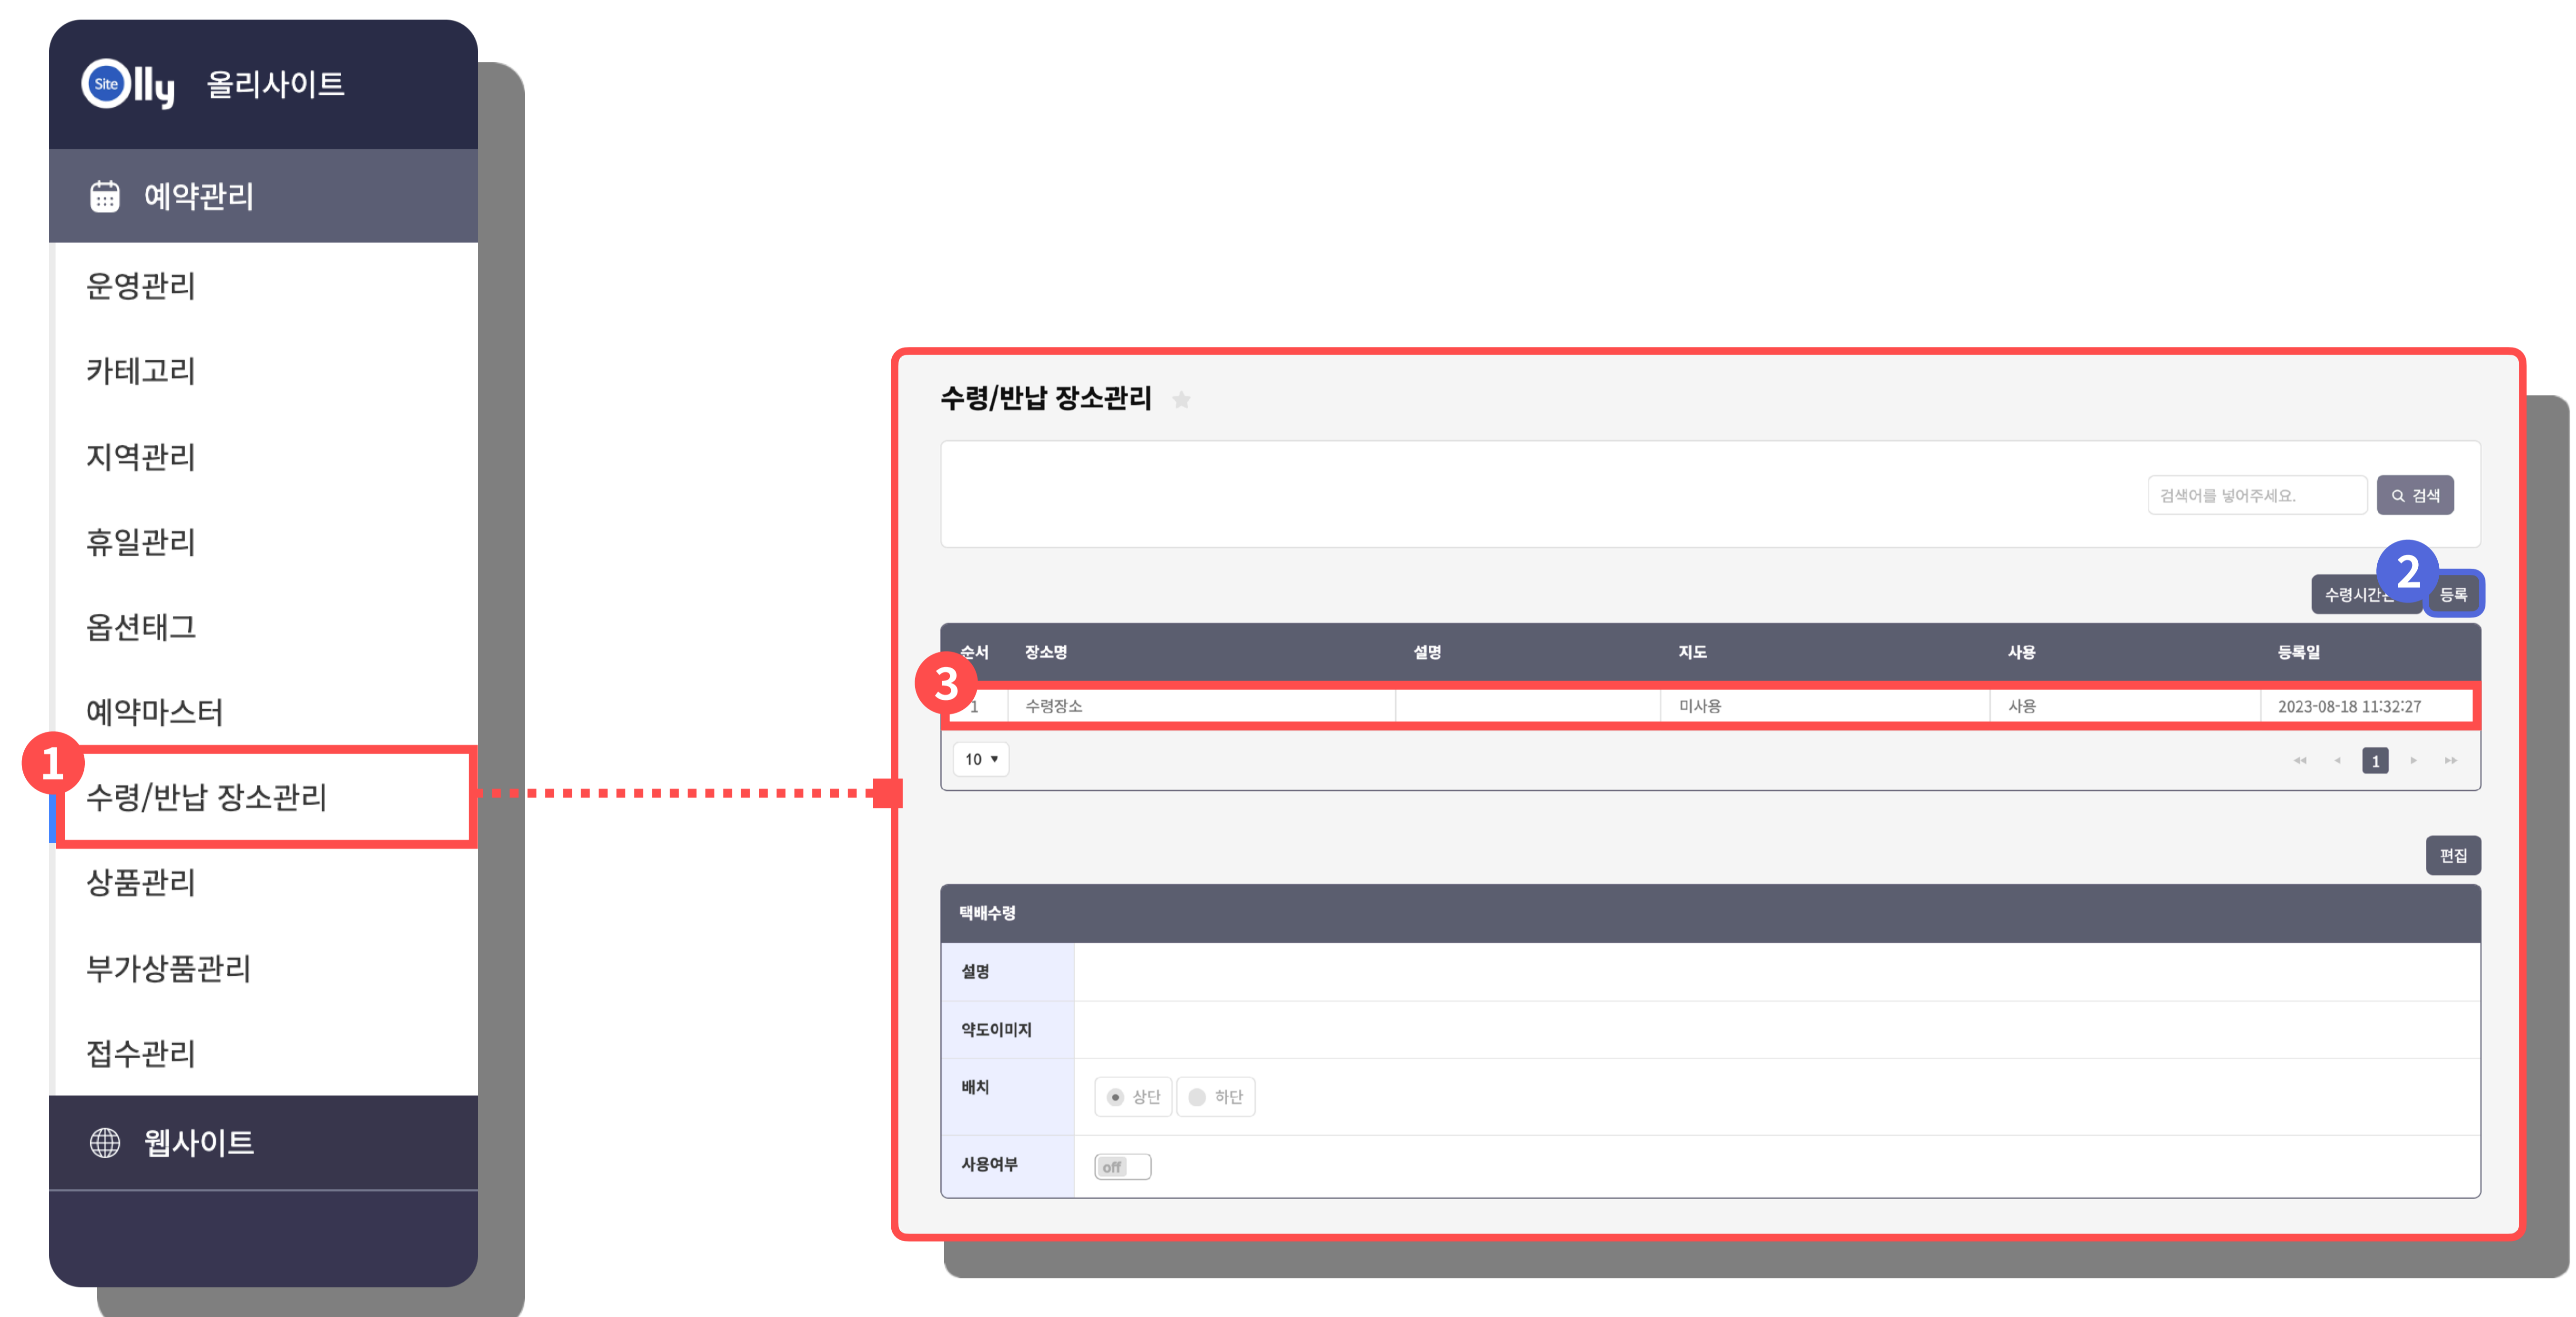 Site Olly 올리사이트
예약관리
운영관리
카테고리
지역관리
휴일관리
옵션태그
예약마스터
1
수령/반납 장소관리
상품관리
부가상품관리
접수관리
웹사이트
수령/반납 장소관리
검색어를 넣어주세요. 검색
2
수령시간 등록
순서 장소명 설명 지도 사용 등록일
3
1 수령장소 미사용 사용 2023-08-18 11:32:27
10 1
편집
택배수령
설명
약도이미지
배치 상단 하단
사용여부 off